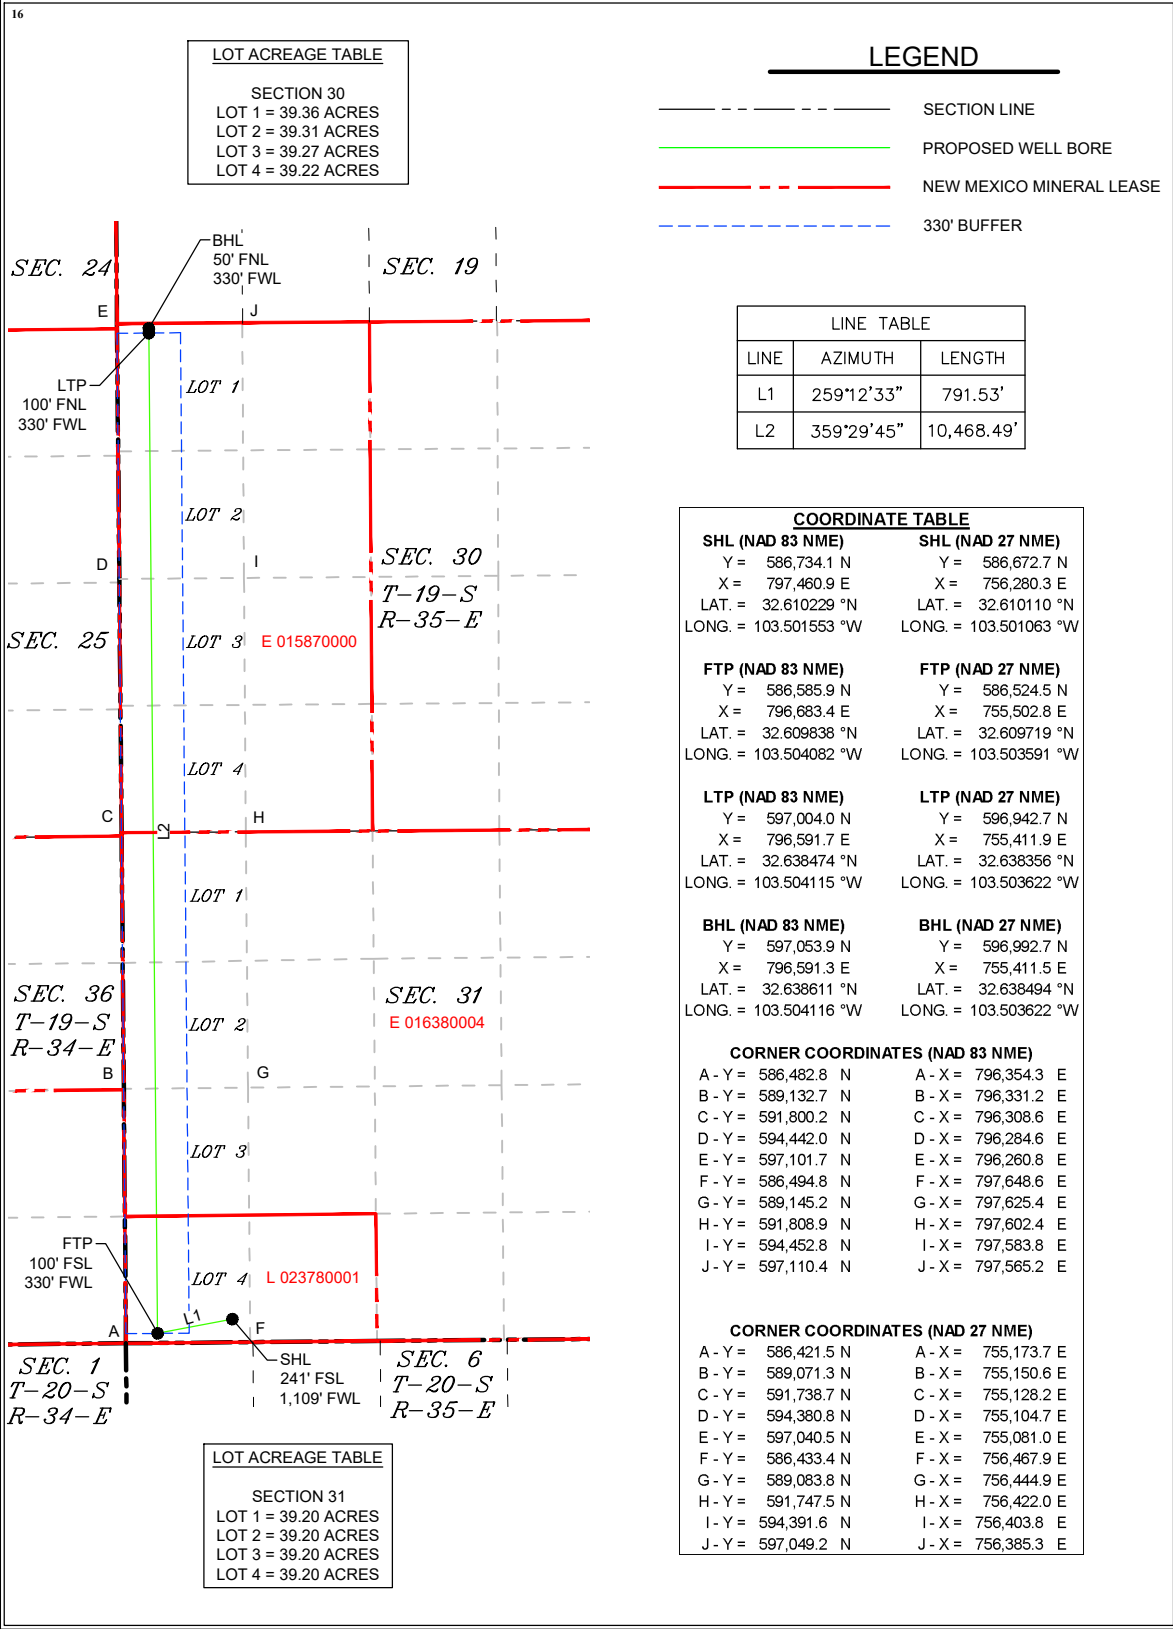 16
LOT ACREAGE TABLE
SECTION 30
LOT 1 = 39.36 ACRES
LOT 2 = 39.31 ACRES
LOT 3 = 39.27 ACRES
LOT 4 = 39.22 ACRES
LEGEND
SECTION LINE
PROPOSED WELL BORE
NEW MEXICO MINERAL LEASE
330' BUFFER
BHL
50' FNL
330' FWL
SEC. 24
SEC. 19
E
J
LTP
100' FNL
330' FWL
LOT 1
LOT 2
D
I
SEC. 30
T-19-S
R-35-E
SEC. 25
LOT 3
E 015870000
LOT 4
C
L2
H
LOT 1
SEC. 36
T-19-S
R-34-E
SEC. 31
E 016380004
LOT 2
B
G
LOT 3
FTP
100' FSL
330' FWL
LOT 4
L 023780001
L1
A
F
SHL
241' FSL
1,109' FWL
SEC. 1
T-20-S
R-34-E
SEC. 6
T-20-S
R-35-E
LOT ACREAGE TABLE
SECTION 31
LOT 1 = 39.20 ACRES
LOT 2 = 39.20 ACRES
LOT 3 = 39.20 ACRES
LOT 4 = 39.20 ACRES
LINE TABLE
LINE AZIMUTH LENGTH
L1 259°12'33" 791.53'
L2 359°29'45" 10,468.49'
COORDINATE TABLE
SHL (NAD 83 NME) SHL (NAD 27 NME)
Y = 586,734.1 N Y = 586,672.7 N
X = 797,460.9 E X = 756,280.3 E
LAT. = 32.610229 °N LAT. = 32.610110 °N
LONG. = 103.501553 °W LONG. = 103.501063 °W
FTP (NAD 83 NME) FTP (NAD 27 NME)
Y = 586,585.9 N Y = 586,524.5 N
X = 796,683.4 E X = 755,502.8 E
LAT. = 32.609838 °N LAT. = 32.609719 °N
LONG. = 103.504082 °W LONG. = 103.503591 °W
LTP (NAD 83 NME) LTP (NAD 27 NME)
Y = 597,004.0 N Y = 596,942.7 N
X = 796,591.7 E X = 755,411.9 E
LAT. = 32.638474 °N LAT. = 32.638356 °N
LONG. = 103.504115 °W LONG. = 103.503622 °W
BHL (NAD 83 NME) BHL (NAD 27 NME)
Y = 597,053.9 N Y = 596,992.7 N
X = 796,591.3 E X = 755,411.5 E
LAT. = 32.638611 °N LAT. = 32.638494 °N
LONG. = 103.504116 °W LONG. = 103.503622 °W
CORNER COORDINATES (NAD 83 NME)
A - Y = 586,482.8 N A - X = 796,354.3 E
B - Y = 589,132.7 N B - X = 796,331.2 E
C - Y = 591,800.2 N C - X = 796,308.6 E
D - Y = 594,442.0 N D - X = 796,284.6 E
E - Y = 597,101.7 N E - X = 796,260.8 E
F - Y = 586,494.8 N F - X = 797,648.6 E
G - Y = 589,145.2 N G - X = 797,625.4 E
H - Y = 591,808.9 N H - X = 797,602.4 E
I - Y = 594,452.8 N I - X = 797,583.8 E
J - Y = 597,110.4 N J - X = 797,565.2 E
CORNER COORDINATES (NAD 27 NME)
A - Y = 586,421.5 N A - X = 755,173.7 E
B - Y = 589,071.3 N B - X = 755,150.6 E
C - Y = 591,738.7 N C - X = 755,128.2 E
D - Y = 594,380.8 N D - X = 755,104.7 E
E - Y = 597,040.5 N E - X = 755,081.0 E
F - Y = 586,433.4 N F - X = 756,467.9 E
G - Y = 589,083.8 N G - X = 756,444.9 E
H - Y = 591,747.5 N H - X = 756,422.0 E
I - Y = 594,391.6 N I - X = 756,403.8 E
J - Y = 597,049.2 N J - X = 756,385.3 E